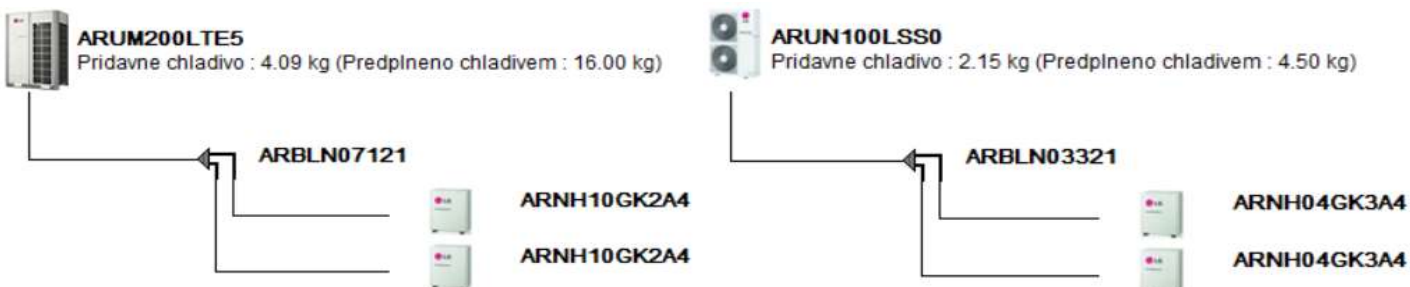 ARUM200LTE5
Pridavne chladivo : 4.09 kg (Predplneno chladivem : 16.00 kg)
ARBLN07121
ARNH10GK2A4
ARNH10GK2A4
ARUN100LSS0
Pridavne chladivo : 2.15 kg (Predplneno chladivem : 4.50 kg)
ARBLN03321
ARNH04GK3A4
ARNH04GK3A4